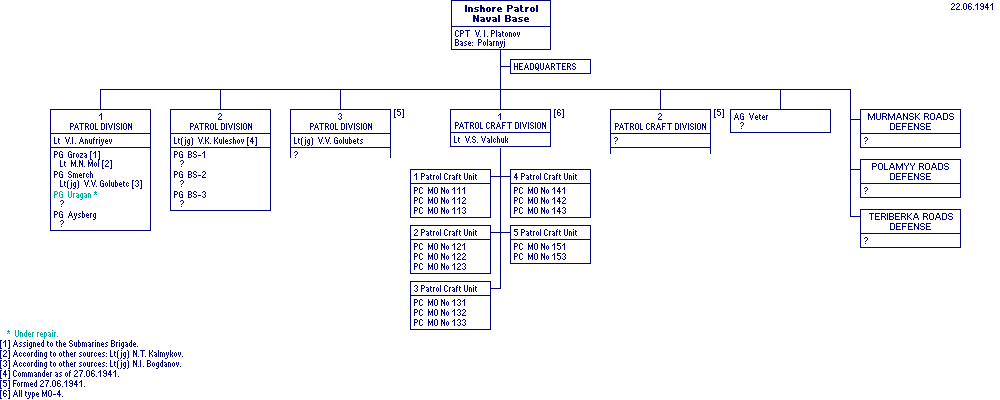 22.06.1941
Inshore Patrol
Naval Base
CPT V. I. Platonov
Base: Polarnyj
HEADQUARTERS
1
PATROL DIVISION
Lt V.I. Anufriyev
PG Groza [1]
Lt M.N. Mol [2]
PG Smerch
Lt(jg) V.V. Golubetc [3]
PG Uragan *
?
PG Aysberg
?
2
PATROL DIVISION
Lt(jg) V.K. Kuleshov [4]
PG BS-1
?
PG BS-2
?
PG BS-3
?
3
PATROL DIVISION
[5]
Lt(jg) V.V. Golubets
?
1
PATROL CRAFT DIVISION
[6]
Lt V.S. Valchuk
1 Patrol Craft Unit
PC MO No 111
PC MO No 112
PC MO No 113
2 Patrol Craft Unit
PC MO No 121
PC MO No 122
PC MO No 123
3 Patrol Craft Unit
PC MO No 131
PC MO No 132
PC MO No 133
4 Patrol Craft Unit
PC MO No 141
PC MO No 142
PC MO No 143
5 Patrol Craft Unit
PC MO No 151
PC MO No 153
2
PATROL CRAFT DIVISION
[5]
?
AG Veter
?
MURMANSK ROADS
DEFENSE
?
POLAMYY ROADS
DEFENSE
?
TERIBERKA ROADS
DEFENSE
?
* Under repair.
[1] Assigned to the Submarines Brigade.
[2] According to other sources: Lt(jg) N.T. Kalmykov.
[3] According to other sources: Lt(jg) N.I. Bogdanov.
[4] Commander as of 27.06.1941.
[5] Formed 27.06.1941.
[6] All type MO-4.